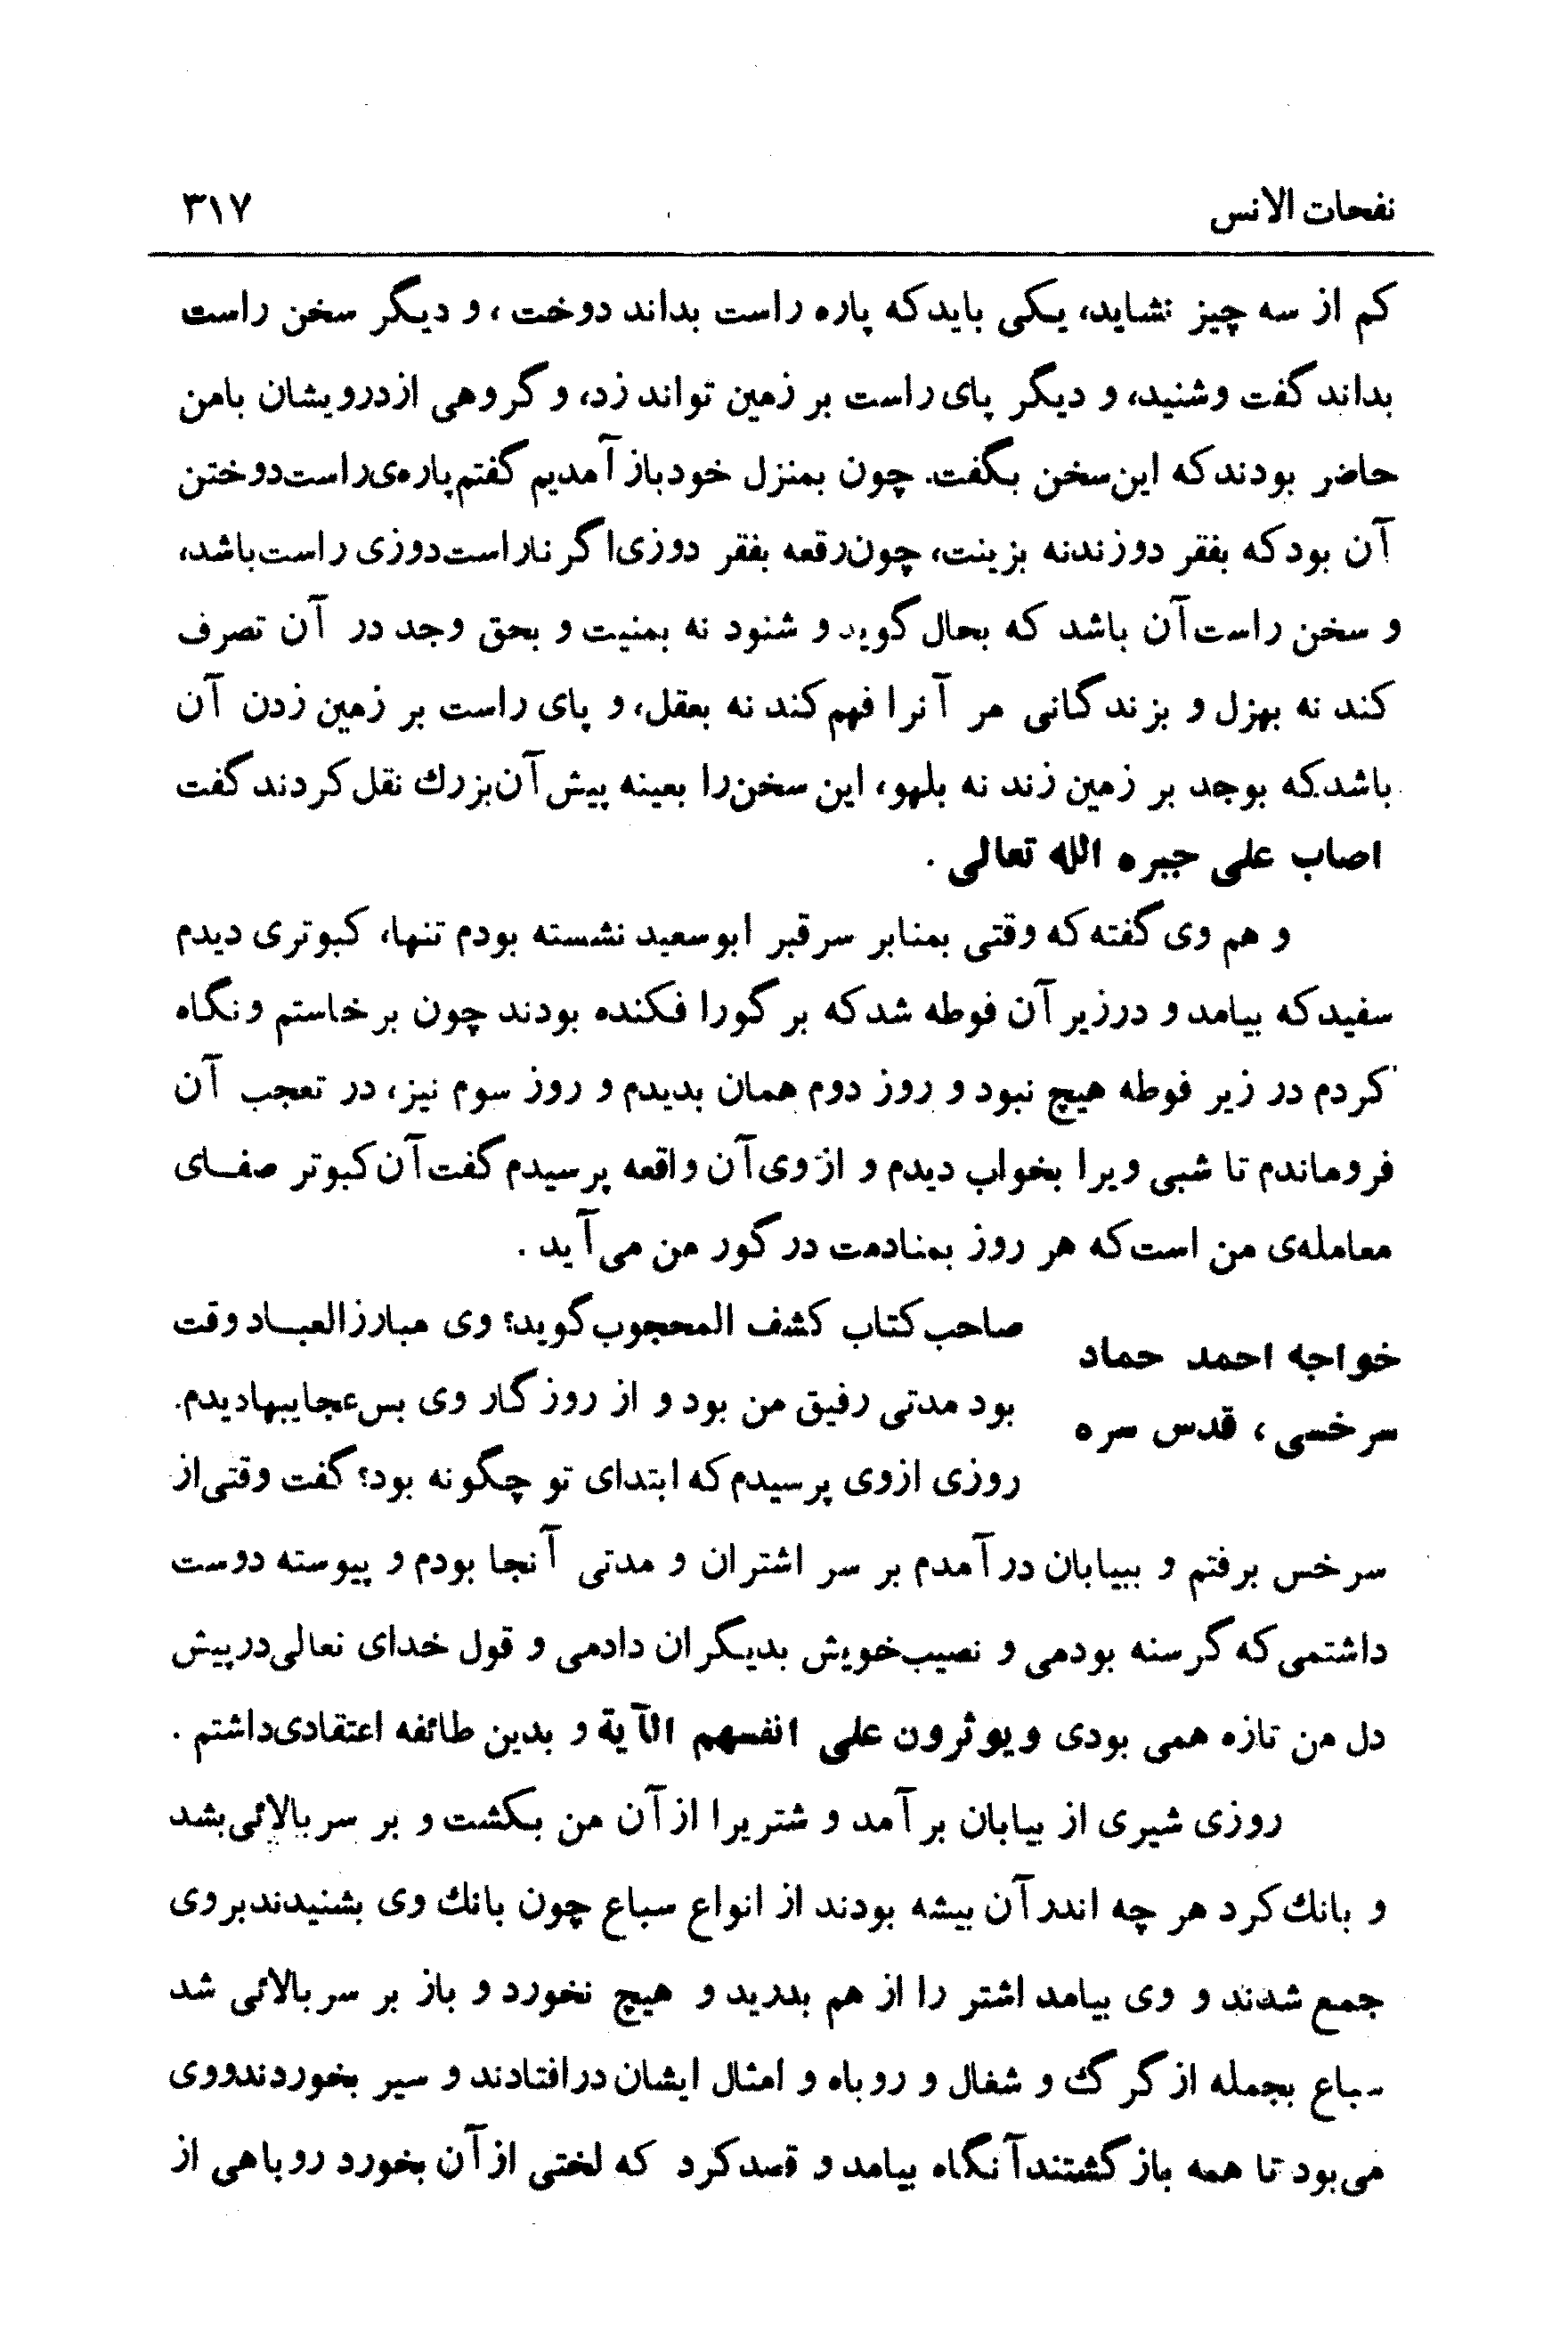 نفحات الانس ۳۱۷
کم از سه چیز نشاید، یکی باید که پاره راست بداند دوخت، و دیگر سخن راست
بداند گفت وشنید، و دیگر پای راست بر زمین تواند زد، و گروهی ازدرویشان بامن
حاضر بودند که این سخن بگفت. چون بمنزل خودباز آمدیم گفتم پاره‌ی راست دوختن
آن بود که بفقر دوزندنه بزینت، چون رقعه بفقر دوزی اگر ناراست دوزی راست باشد،
و سخن راست آن باشد که بحال گوید و شنود نه بمنیت و بحق وجد در آن تصرف
کند نه بهزل و بزندگانی مر آنرا فهم کند نه بعقل، و پای راست بر زمین زدن آن
باشد که بوجد بر زمین زند نه بلهو، این سخن را بعینه پیش آن بزرك نقل کردند گفت
اصاب علی جبره الله تعالی .
و هم وی گفته که وقتی بمنابر سرقبر ابوسعید نشسته بودم تنها، کبوتری دیدم
سفید که بیامد و درزیر آن فوطه شد که بر گورا فکنده بودند چون برخاستم ونگاه
کردم در زیر فوطه هیچ نبود و روز دوم همان بدیدم و روز سوم نیز، در تعجب آن
فروماندم تا شبی ویرا بخواب دیدم و از وی آن واقعه پرسیدم گفت آن کبوتر صفـای
معامله‌ی من است که هر روز بمنادمت در گور من می‌آید .
خواجه احمد حماد
سرخسی ، قدس سره
صاحب کتاب کشف المحجوب گوید؟ وی مبارزالعبـاد وقت
بود مدتی رفیق من بود و از روزگار وی بس عجایبهادیدم.
روزی ازوی پرسیدم که ابتدای تو چگونه بود؟ گفت وقتی از
سرخس برفتم و ببیابان در آمدم بر سر اشتران و مدتی آنجا بودم و پیوسته دوست
داشتمی که گرسنه بودمی و نصیب خویش بدیگران دادمی و قول خدای تعالی درپیش
دل من تازه همی بودی ویوثرون علی انفسهم الآیة و بدین طائفه اعتقادی داشتم .
روزی شیری از بیابان بر آمد و شتریرا از آن من بکشت و بر سر بالائی بشد
و بانك کرد هر چه اندر آن بیشه بودند از انواع سباع چون بانك وی بشنیدند بروی
جمع شدند و وی بیامد اشتر را از هم بدرید و هیچ نخورد و باز بر سر بالائی شد
سباع بجمله از گرگ و شغال و روباه و امثال ایشان درافتادند و سیر بخوردندووی
می‌بود تا همه باز گشتند آنگاه بیامد و قصد کرد که لختی از آن بخورد روباهی از